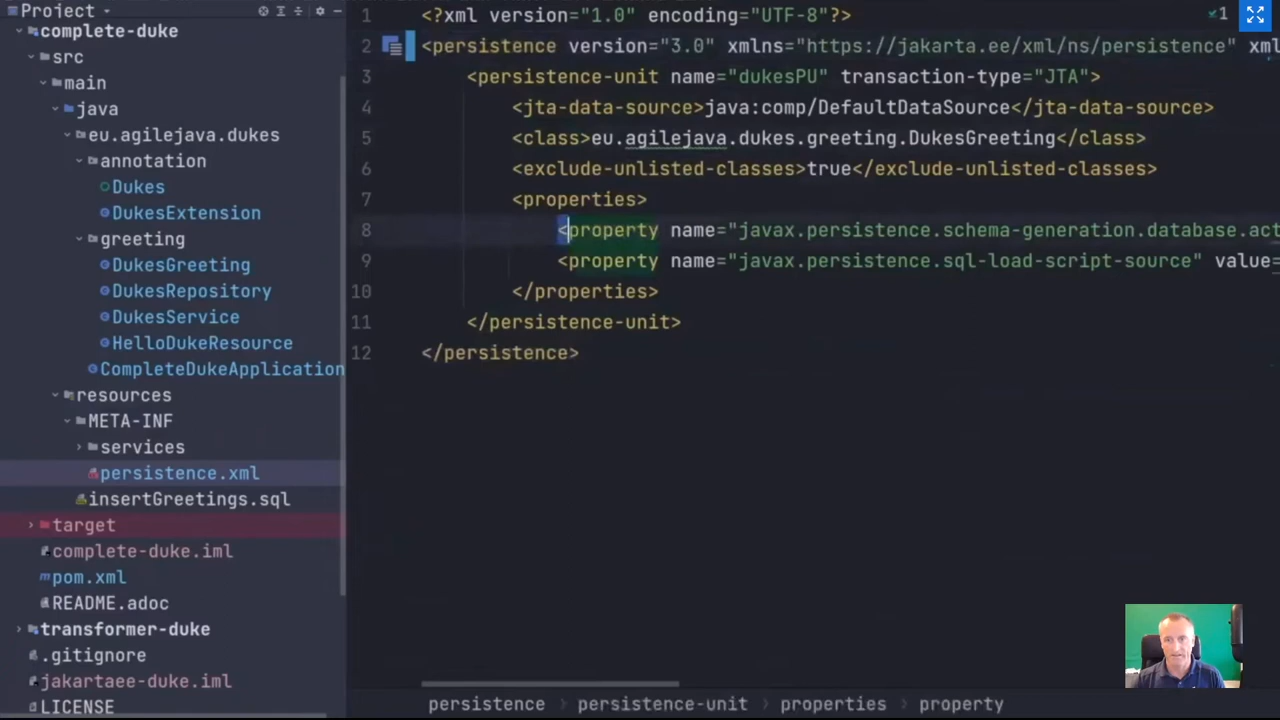 Project
complete-duke
src
main
java
eu.agilejava.dukes
annotation
Dukes
DukesExtension
greeting
DukesGreeting
DukesRepository
DukesService
HelloDukeResource
CompleteDukeApplication
resources
META-INF
services
persistence.xml
insertGreetings.sql
target
complete-duke.iml
pom.xml
README.adoc
transformer-duke
.gitignore
jakartaee-duke.iml
LICENSE
1 <?xml version="1.0" encoding="UTF-8"?>
1
2 <persistence version="3.0" xmlns="https://jakarta.ee/xml/ns/persistence" xml
3 <persistence-unit name="dukesPU" transaction-type="JTA">
4 <jta-data-source>java:comp/DefaultDataSource</jta-data-source>
5 <class>eu.agilejava.dukes.greeting.DukesGreeting</class>
6 <exclude-unlisted-classes>true</exclude-unlisted-classes>
7 <properties>
8 <property name="javax.persistence.schema-generation.database.act
9 <property name="javax.persistence.sql-load-script-source" value=
10 </properties>
11 </persistence-unit>
12 </persistence>
persistence › persistence-unit › properties › property